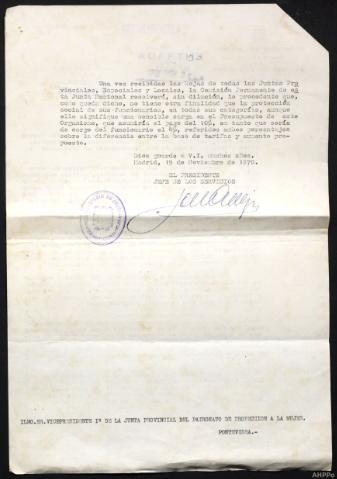 Una vez recibidas las Hojas de todas las Juntas Pro
vinciales, Especiales y Locales, la Comisión Permanente de es
ta Junta Nacional resolverá, sin dilación, lo procedente que,
como queda dicho, no tiene otra finalidad que la protección
social de sus funcionarios, en todas sus categorías, aunque
ello signifique una sensible carga en el Presupuesto de este
Organismo, que asumiría el pago del 40%, en tanto que sería
de cargo del funcionario el 6%, referidos ambos porcentajes
sobre la diferencia entre la base de tarifas y aumento pro-
puesto.
Dios guarde a V.I. muchos años.
Madrid, 19 de Noviembre de 1970.
EL PRESIDENTE
JEFE DE LOS SERVICIOS
ILMO.SR.VICEPRESIDENTE 1º DE LA JUNTA PROVINCIAL DEL PATRONATO DE PROTECCION A LA MUJER.
PONTEVEDRA.-
AHPPo